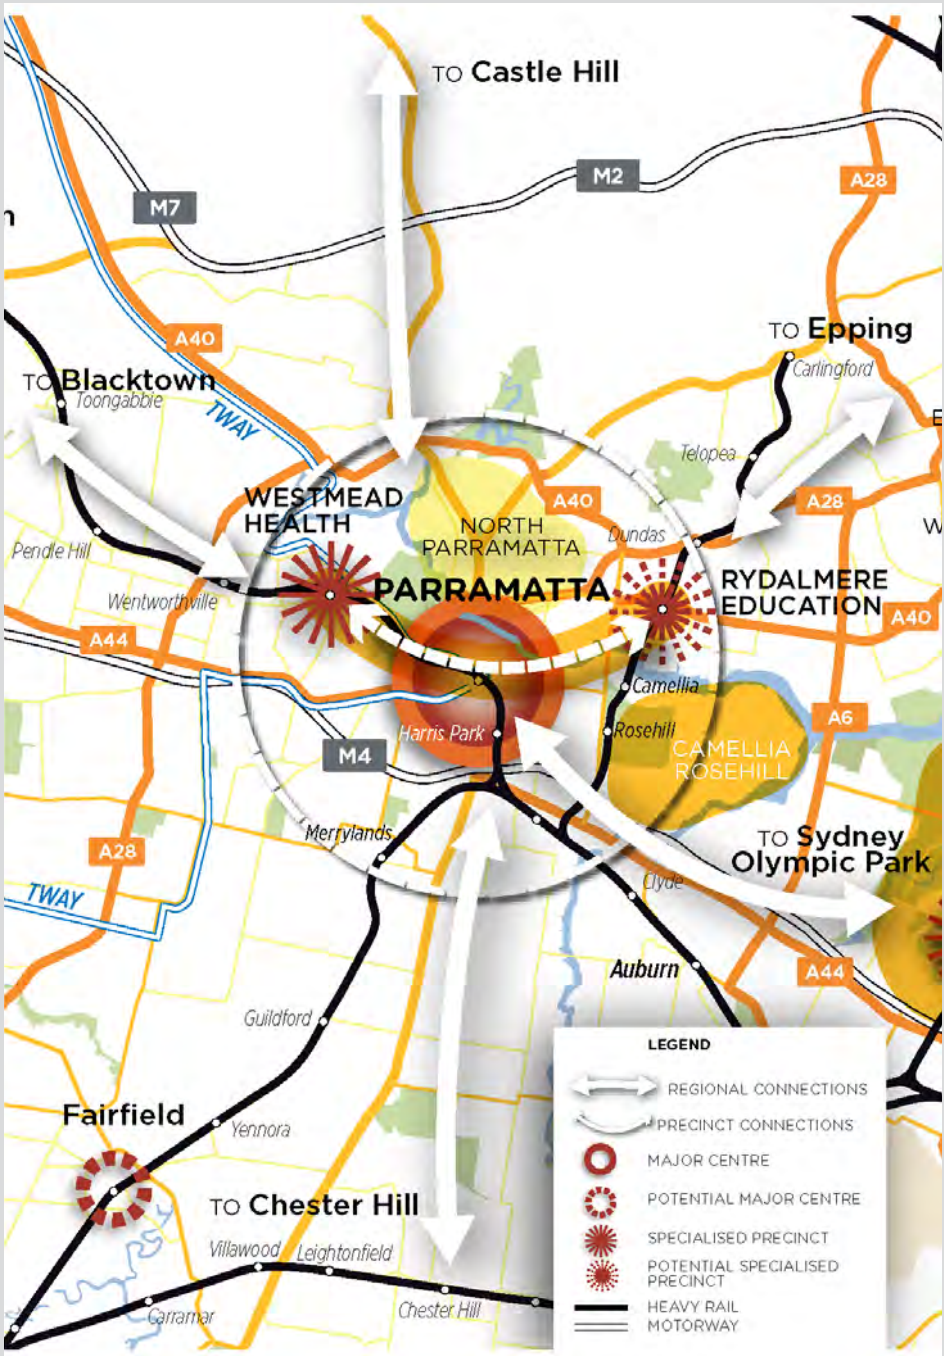 TO Castle Hill
M2
A28
M7
n
TO Epping
A40
Carlingford
TO Blacktown
Toongabbie
TWAY
E
Telopea
WESTMEAD
HEALTH
A40
A28
NORTH
PARRAMATTA
Dundas
W
Pendle Hill
PARRAMATTA
RYDALMERE
EDUCATION
Wentworthville
A40
A44
Camellia
A6
Harris Park
Rosehill
CAMELLIA
ROSEHILL
M4
Merrylands
TO Sydney
Olympic Park
A28
Clyde
TWAY
Auburn
A44
Guildford
LEGEND
REGIONAL CONNECTIONS
PRECINCT CONNECTIONS
MAJOR CENTRE
POTENTIAL MAJOR CENTRE
SPECIALISED PRECINCT
POTENTIAL SPECIALISED
PRECINCT
HEAVY RAIL
MOTORWAY
Fairfield
Yennora
TO Chester Hill
Villawood
Leightonfield
Carramar
Chester Hill